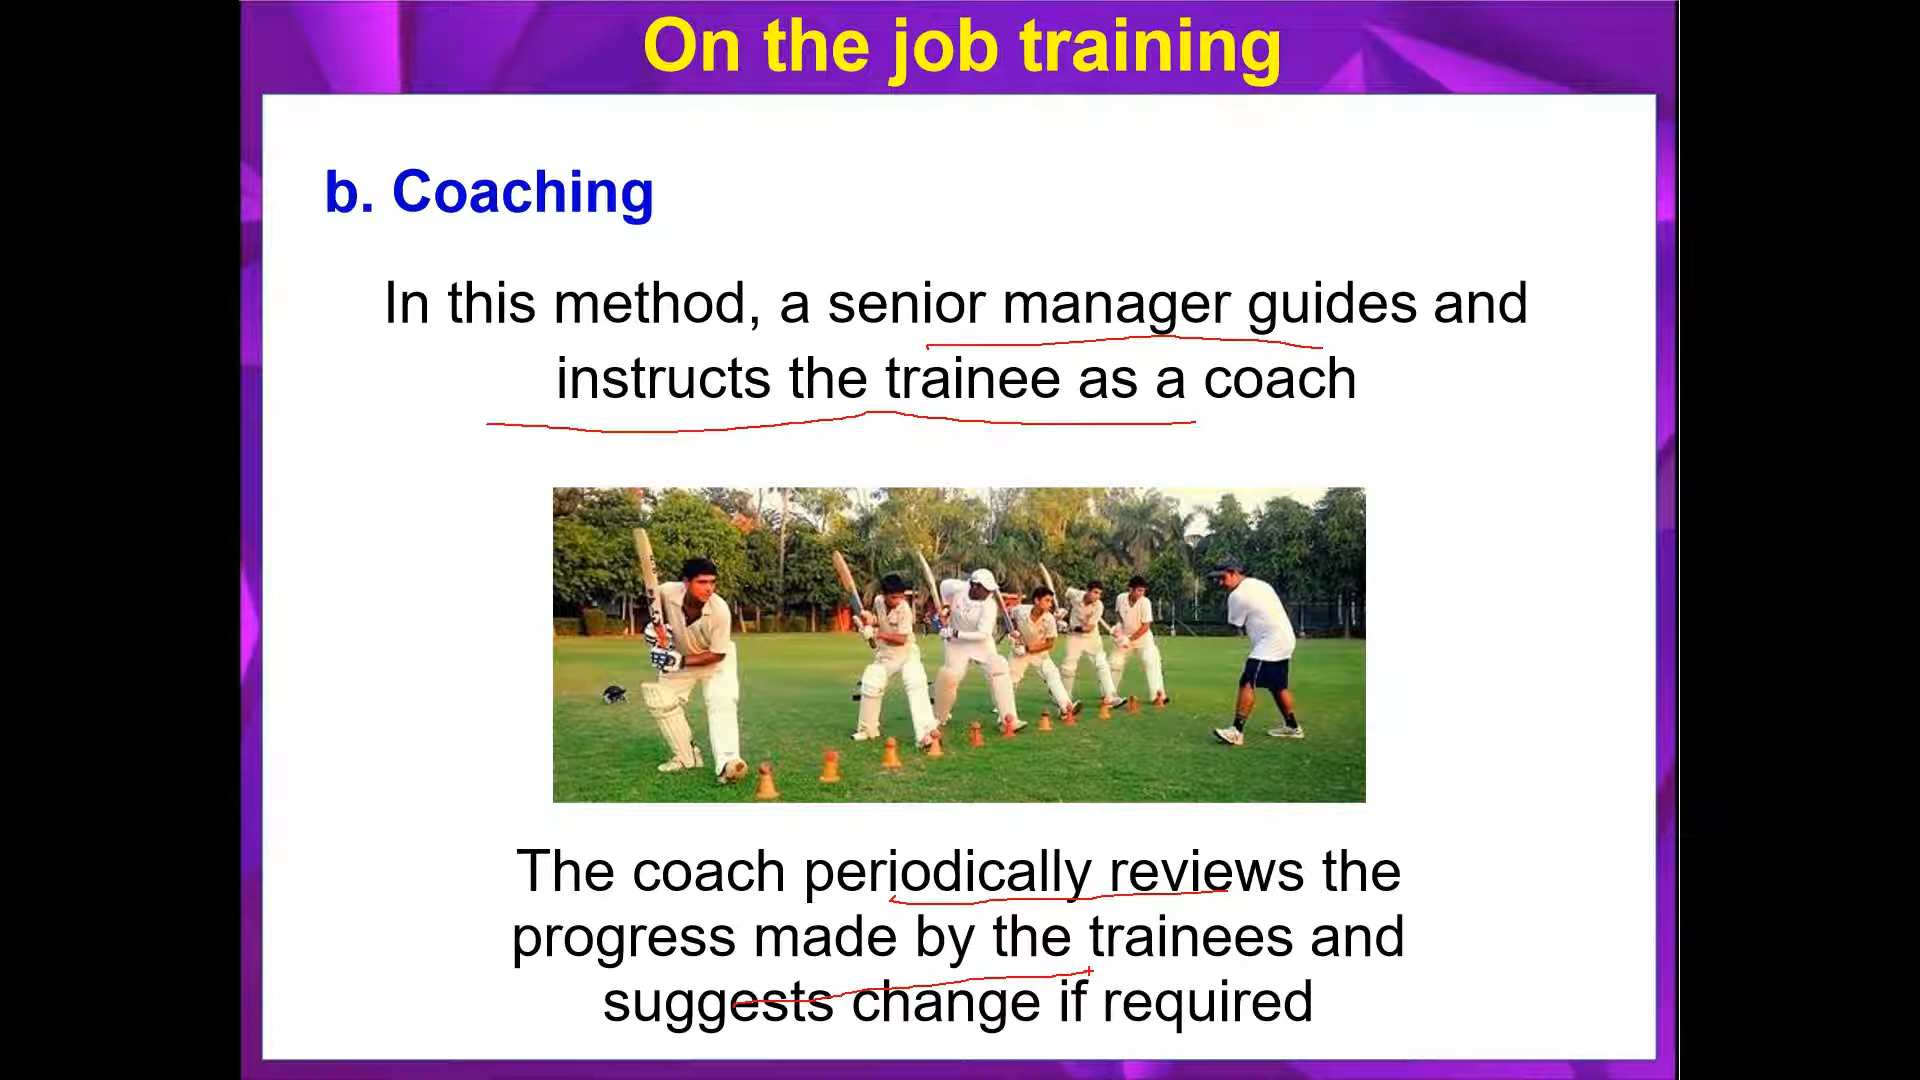 On the job training
b. Coaching
In this method, a senior manager guides and
instructs the trainee as a coach
The coach periodically reviews the
progress made by the trainees and
suggests change if required